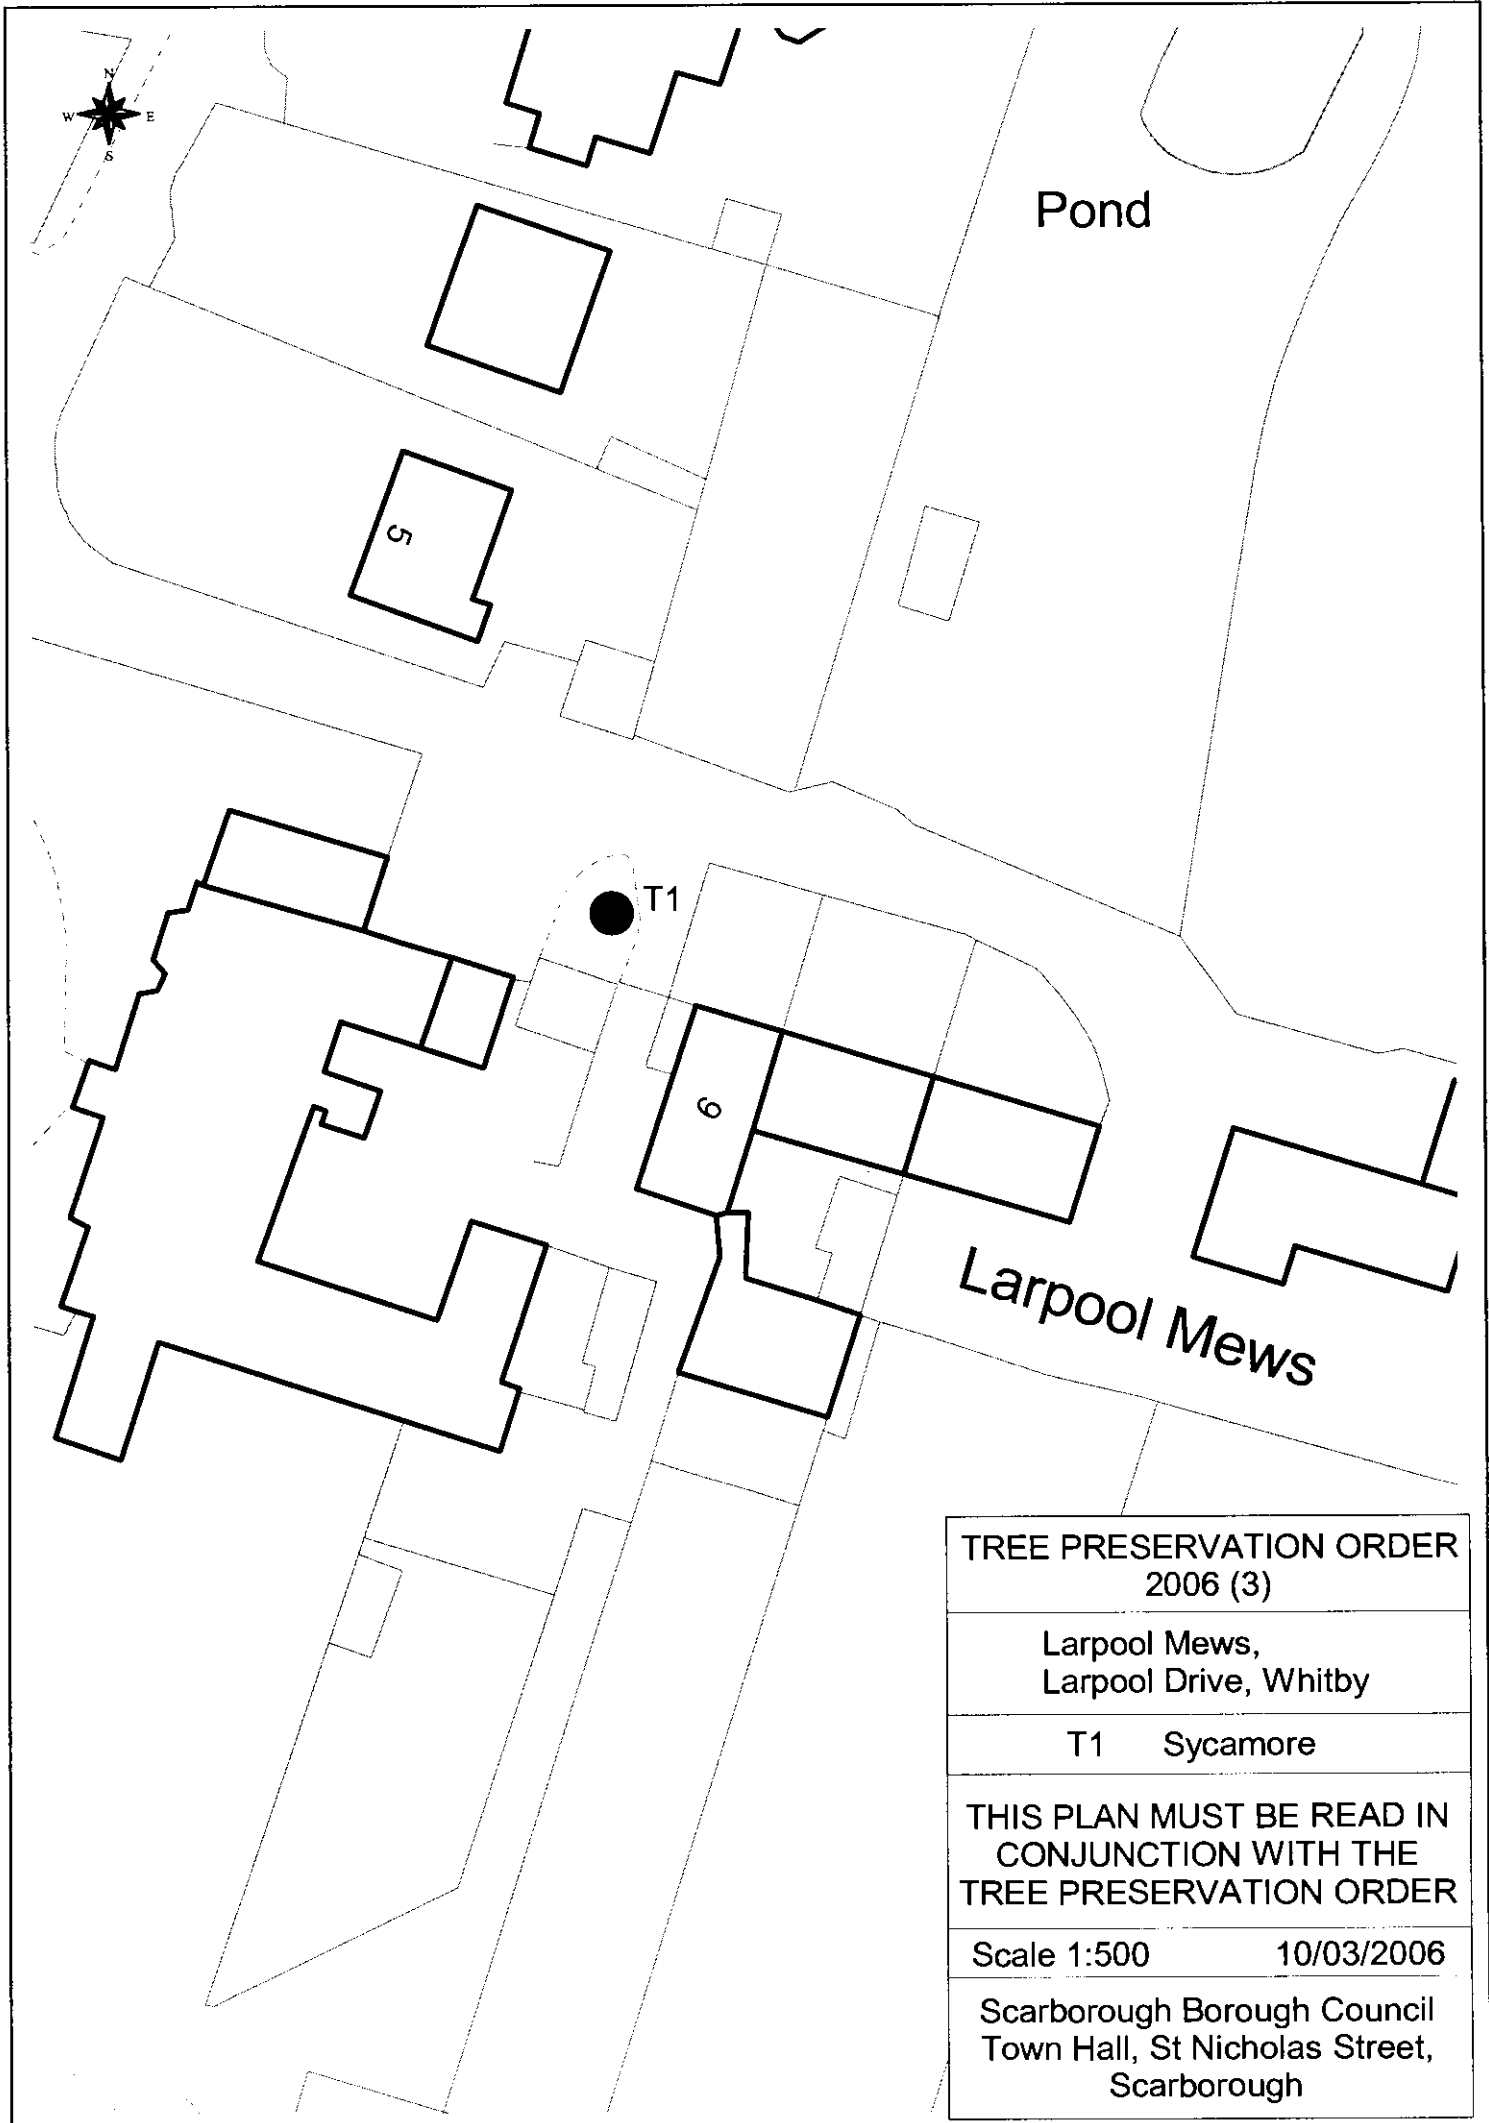 N
W E
S
Pond
5
T1
9
Larpool Mews
TREE PRESERVATION ORDER
2006 (3)
Larpool Mews,
Larpool Drive, Whitby
T1 Sycamore
THIS PLAN MUST BE READ IN
CONJUNCTION WITH THE
TREE PRESERVATION ORDER
Scale 1:500 10/03/2006
Scarborough Borough Council
Town Hall, St Nicholas Street,
Scarborough